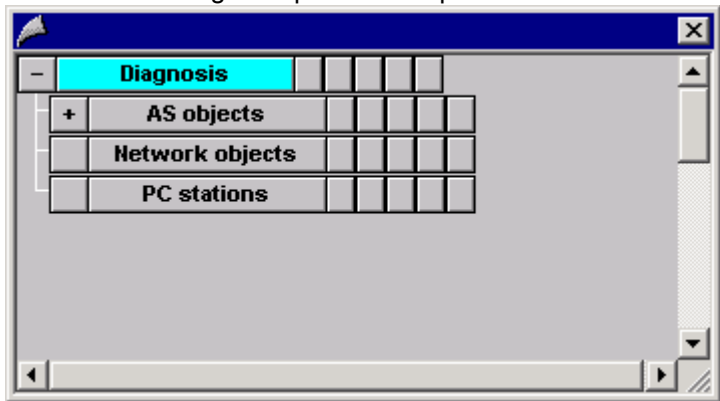 − Diagnosis
+ AS objects
Network objects
PC stations